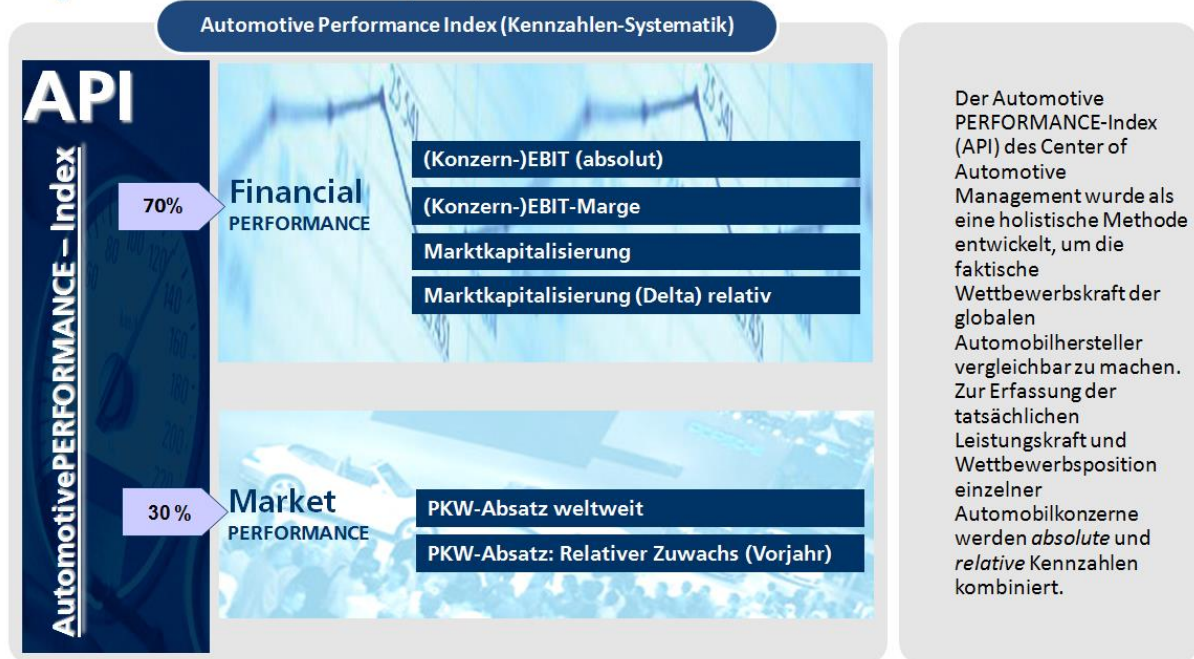 Automotive Performance Index (Kennzahlen-Systematik)
API
AutomotivePERFORMANCE – Index
70%
Financial
PERFORMANCE
(Konzern-)EBIT (absolut)
(Konzern-)EBIT-Marge
Marktkapitalisierung
Marktkapitalisierung (Delta) relativ
30 %
Market
PERFORMANCE
PKW-Absatz weltweit
PKW-Absatz: Relativer Zuwachs (Vorjahr)
Der Automotive
PERFORMANCE-Index
(API) des Center of
Automotive
Management wurde als
eine holistische Methode
entwickelt, um die
faktische
Wettbewerbskraft der
globalen
Automobilhersteller
vergleichbar zu machen.
Zur Erfassung der
tatsächlichen
Leistungskraft und
Wettbewerbsposition
einzelner
Automobilkonzerne
werden absolute und
relative Kennzahlen
kombiniert.